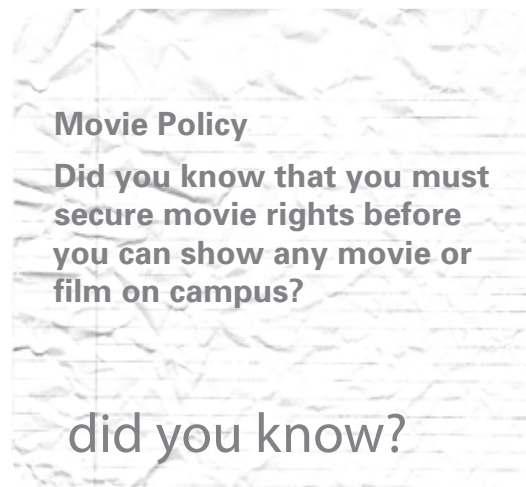 Movie Policy
Did you know that you must
secure movie rights before
you can show any movie or
film on campus?
did you know?